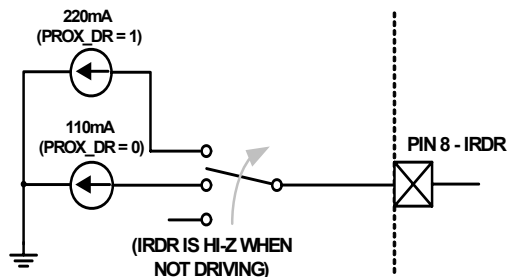 220mA
(PROX_DR = 1)
110mA
(PROX_DR = 0)
PIN 8 - IRDR
(IRDR IS HI-Z WHEN
NOT DRIVING)